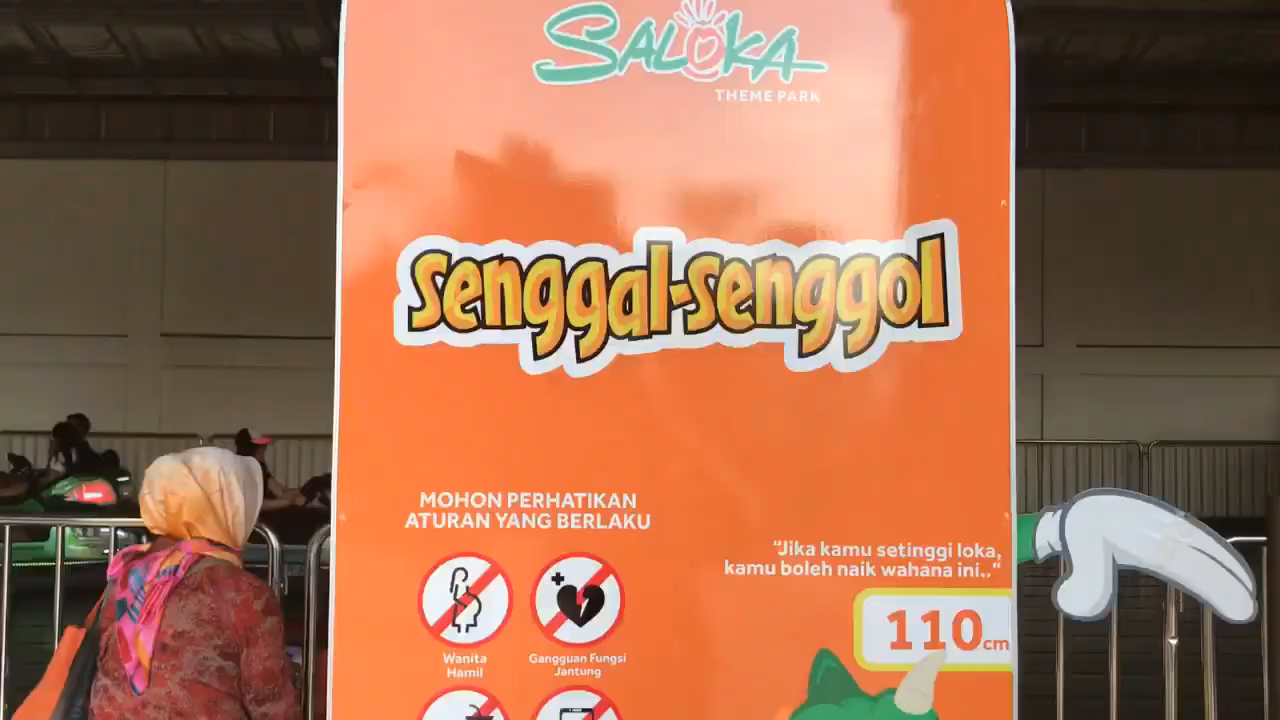 SALOKA
THEME PARK
senggal-senggol
MOHON PERHATIKAN
ATURAN YANG BERLAKU
"Jika kamu setinggi loka,
kamu boleh naik wahana ini.."
110cm
Wanita
Hamil
Gangguan Fungsi
Jantung